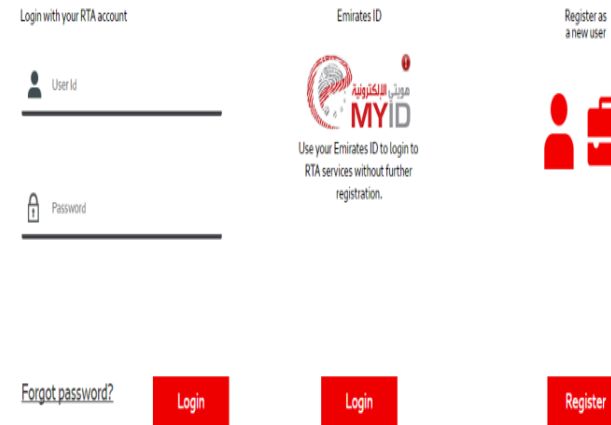 Login with your RTA account
User Id
Password
Forgot password?
Login
Emirates ID
هويتي الإلكترونية
MYID
Use your Emirates ID to login to
RTA services without further
registration.
Login
Register as
a new user
Register